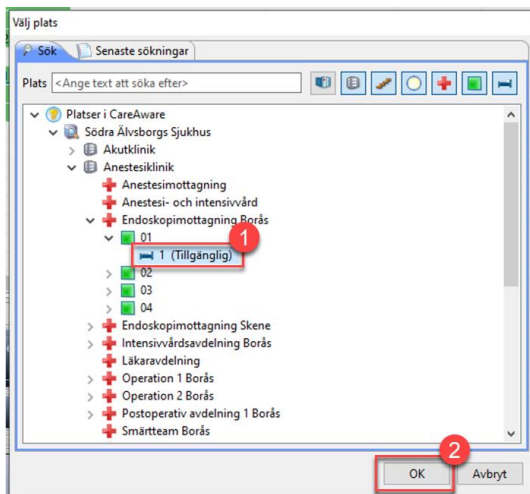 Välj plats
Sök
Senaste sökningar
Plats <Ange text att söka efter>
Platser i CareAware
Södra Älvsborgs Sjukhus
Akutklinik
Anestesiklinik
Anestesimottagning
Anestesi- och intensivvård
Endoskopimottagning Borås
01
1
1 (Tillgänglig)
02
03
04
Endoskopimottagning Skene
Intensivvårdsavdelning Borås
Läkaravdelning
Operation 1 Borås
Operation 2 Borås
Postoperativ avdelning 1 Borås
Smärtteam Borås
2
OK Avbryt